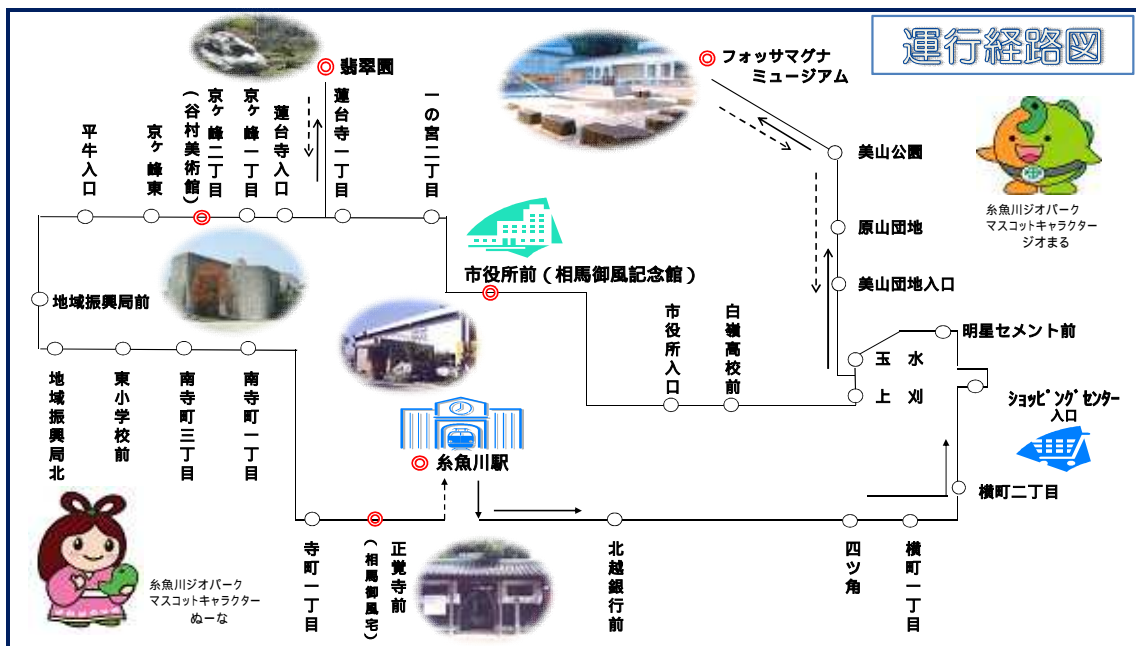 運行経路図
翡翠園
フォッサマグナ
ミュージアム
平牛入口
京ヶ峰東
京ヶ峰二丁目
(谷村美術館)
京ヶ峰一丁目
蓮台寺入口
蓮台寺一丁目
一の宮二丁目
美山公園
原山団地
美山団地入口
糸魚川ジオパーク
マスコットキャラクター
ジオまる
市役所前(相馬御風記念館)
地域振興局前
市役所入口
白嶺高校前
明星セメント前
玉 水
上 刈
ショッピングセンター
入口
地域振興局北
東小学校前
南寺町三丁目
南寺町一丁目
糸魚川駅
横町二丁目
寺町一丁目
正覚寺前
(相馬御風宅)
北越銀行前
四ツ角
横町一丁目
糸魚川ジオパーク
マスコットキャラクター
ぬーな